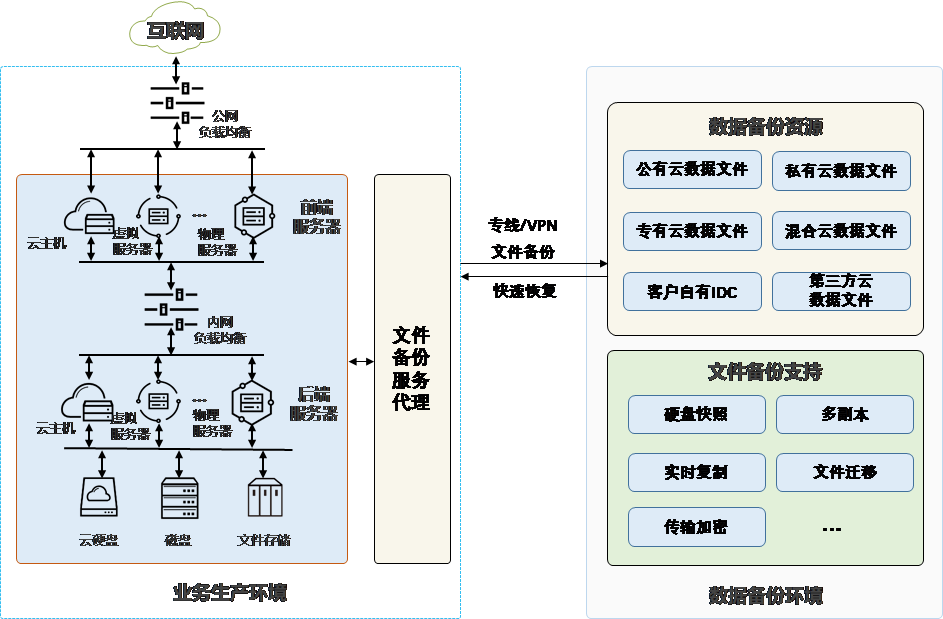 互联网
公网
负载均衡
云主机
虚拟
服务器
...
物理
服务器
前端
服务器
内网
负载均衡
云主机
虚拟
服务器
...
物理
服务器
后端
服务器
云硬盘
磁盘
文件存储
业务生产环境
文件
备份
服务
代理
专线/VPN
文件备份
快速恢复
数据备份资源
公有云数据文件
私有云数据文件
专有云数据文件
混合云数据文件
客户自有IDC
第三方云
数据文件
文件备份支持
硬盘快照
多副本
实时复制
文件迁移
传输加密
...
数据备份环境